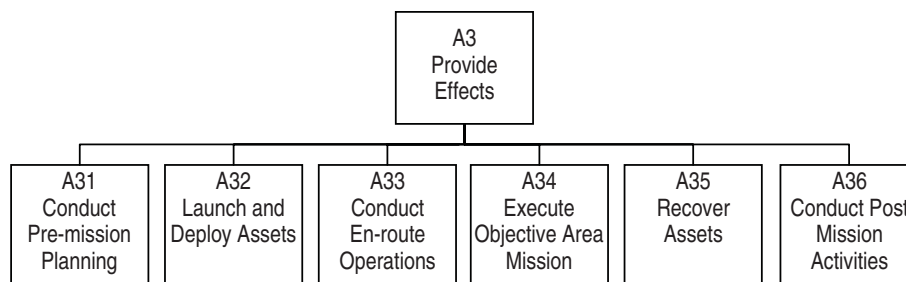 A3
Provide
Effects
A31
Conduct
Pre-mission
Planning
A32
Launch and
Deploy Assets
A33
Conduct
En-route
Operations
A34
Execute
Objective Area
Mission
A35
Recover
Assets
A36
Conduct Post
Mission
Activities